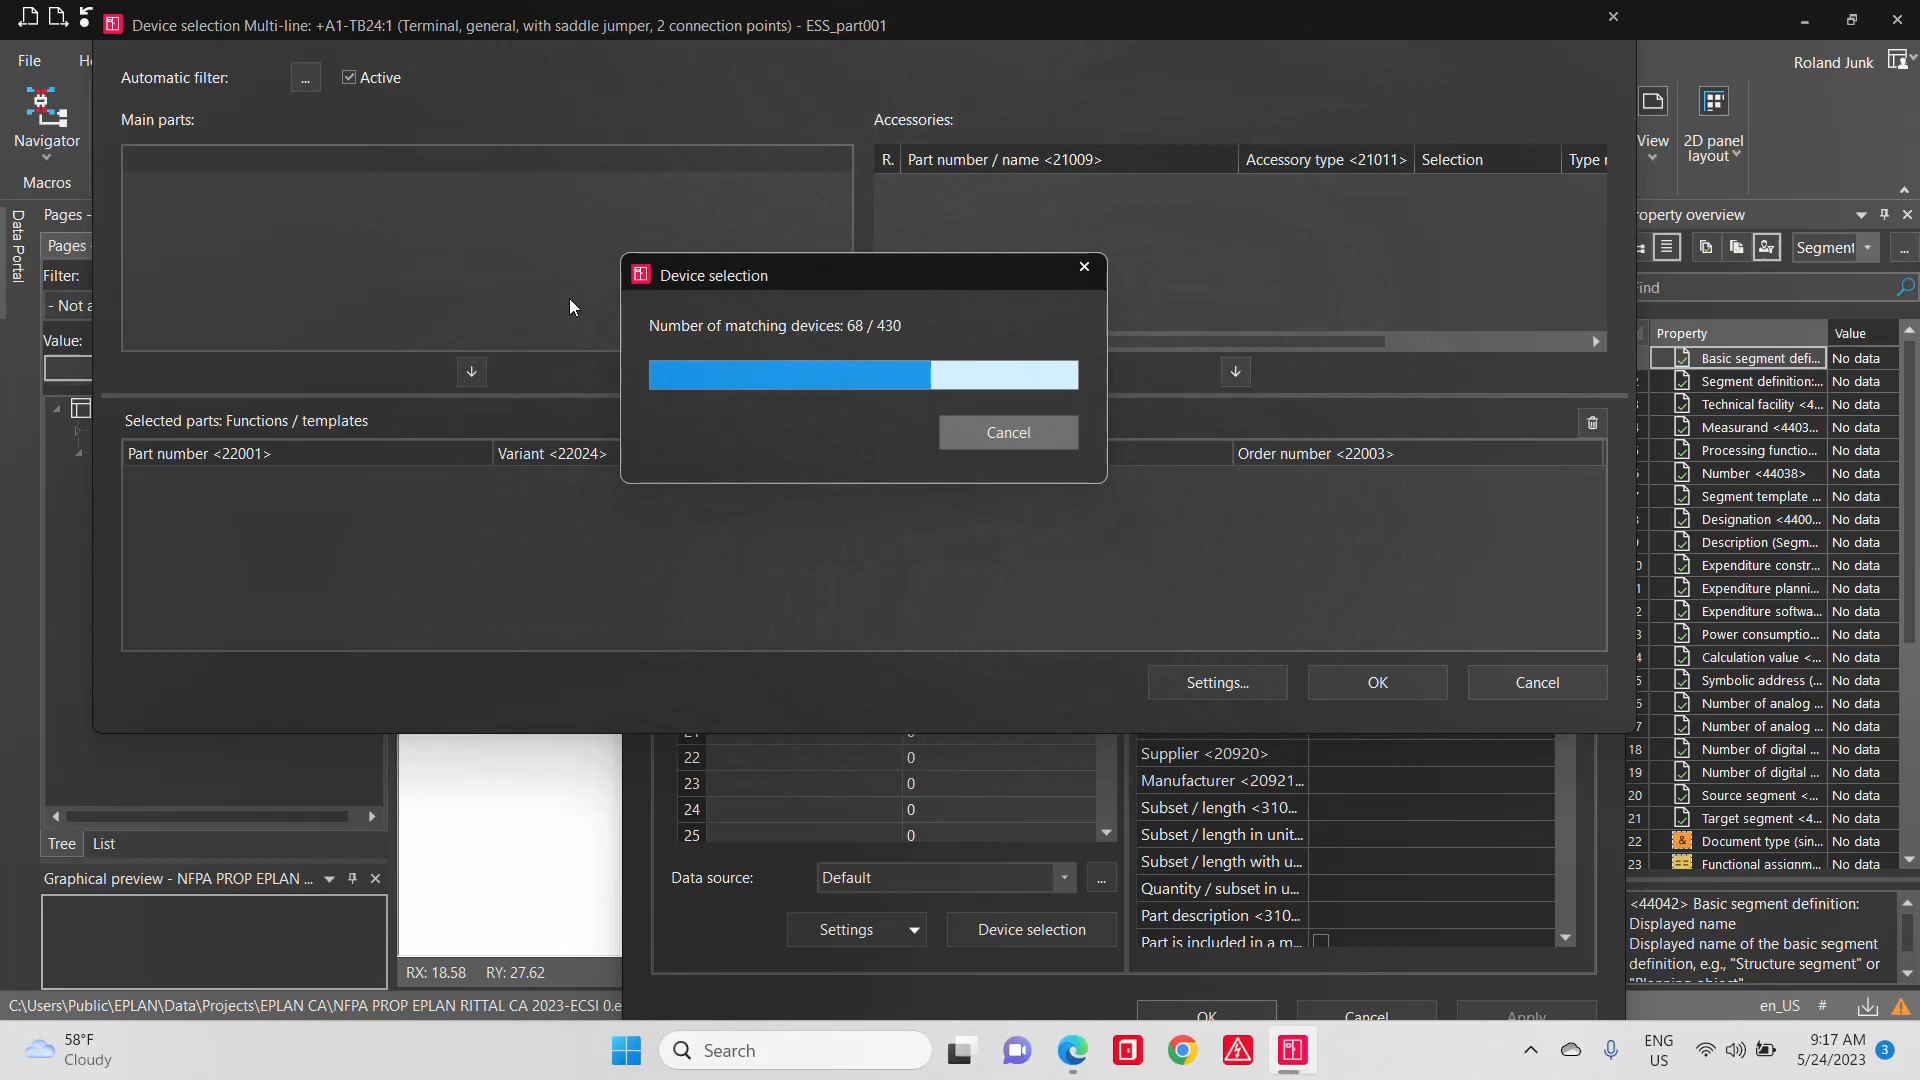 Device selection Multi-line: +A1-TB24:1 (Terminal, general, with saddle jumper, 2 connection points) - ESS_part001
File
Roland Junk
Automatic filter:
...
Active
Main parts:
Accessories:
Navigator
Macros
View
2D panel layout
R.
Part number / name <21009>
Accessory type <21011>
Selection
Type
Data Portal
Pages -
Pages -
Filter:
- Not a
Value:
Device selection
Number of matching devices: 68 / 430
Cancel
Selected parts: Functions / templates
Part number <22001>
Variant <22024>
Order number <22003>
Settings...
OK
Cancel
roperty overview
Segment
...
ind
Property
Value
Basic segment defi... No data
Segment definition:... No data
Technical facility <4... No data
Measurand <4403... No data
Processing functio... No data
Number <44038> No data
Segment template ... No data
Designation <4400... No data
Description (Segm... No data
Expenditure constr... No data
Expenditure planni... No data
Expenditure softwa... No data
Power consumptio... No data
Calculation value <... No data
Symbolic address (... No data
Number of analog ... No data
Number of analog ... No data
18 Number of digital ... No data
19 Number of digital ... No data
20 Source segment <... No data
21 Target segment <4... No data
22 Document type (sin... No data
23 Functional assignm... No data
22 0
23 0
24 0
25 0
Supplier <20920>
Manufacturer <20921...
Subset / length <310...
Subset / length in unit...
Subset / length with u...
Quantity / subset in u...
Part description <310...
Part is included in a m...
Data source:
Default
...
Settings
Device selection
OK
Cancel
Apply
Tree
List
Graphical preview - NFPA PROP EPLAN ...
RX: 18.58
RY: 27.62
<44042> Basic segment definition:
Displayed name
Displayed name of the basic segment
definition, e.g., "Structure segment" or
"Planning object"
C:\Users\Public\EPLAN\Data\Projects\EPLAN CA\NFPA PROP EPLAN RITTAL CA 2023-ECSI 0.e
en_US
#
58°F
Cloudy
Search
ENG
US
9:17 AM
5/24/2023
3